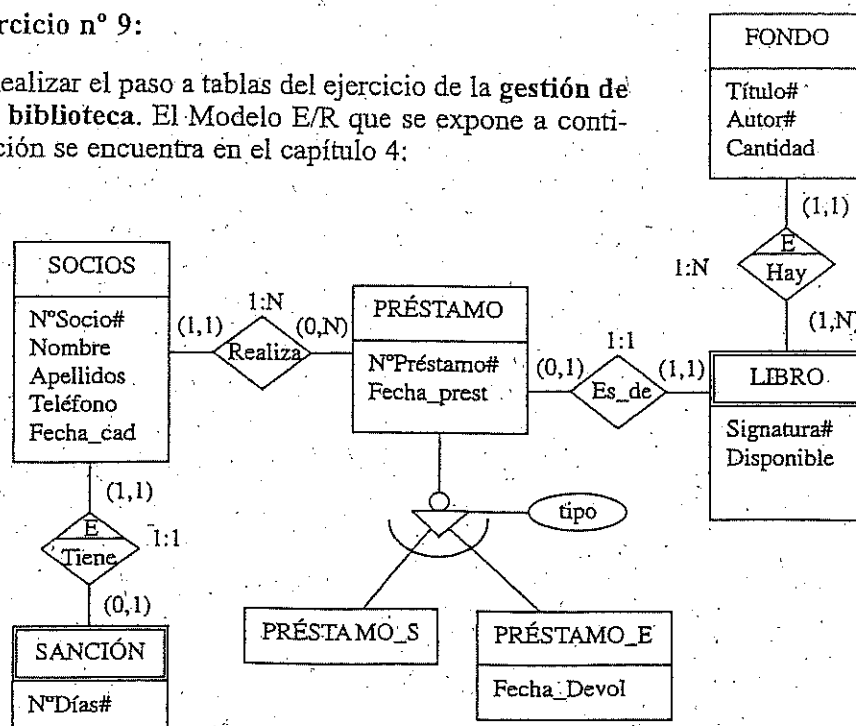 rcicio nº 9:
ealizar el paso a tablas del ejercicio de la gestión de
biblioteca. El Modelo E/R que se expone a conti-
ción se encuentra en el capítulo 4:
FONDO
Título#
Autor#
Cantidad
(1,1)
E
Hay
1:N
(1,N)
LIBRO
Signatura#
Disponible
SOCIOS
NºSocio#
Nombre
Apellidos
Teléfono
Fecha_cad
(1,1)
1:N
(0,N)
Realiza
PRÉSTAMO
NºPréstamo#
Fecha_prest
(0,1)
1:1
(1,1)
Es_de
(1,1)
E
Tiene
1:1
(0,1)
SANCIÓN
NºDías#
tipo
PRÉSTAMO_S
PRÉSTAMO_E
Fecha_Devol